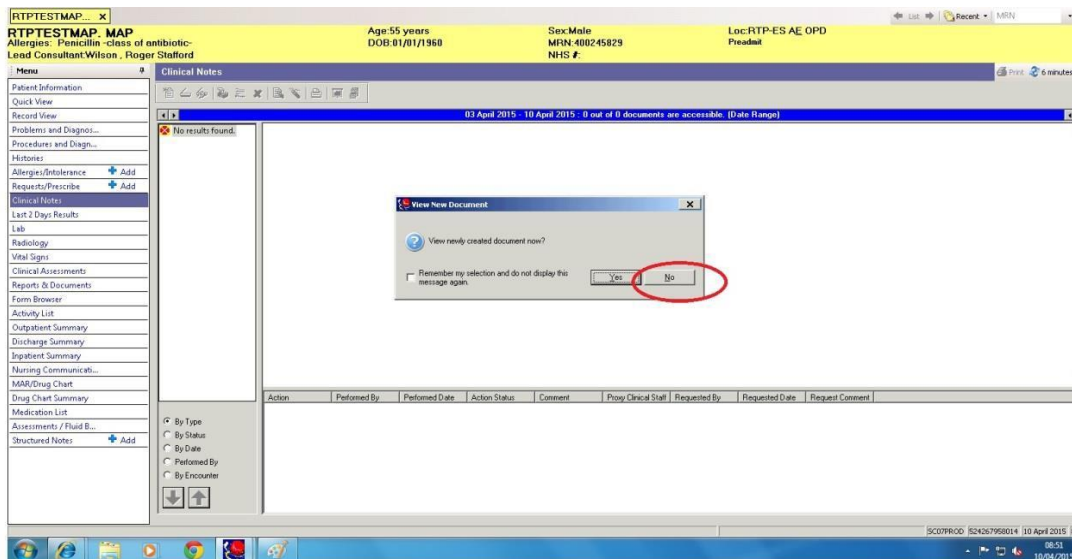 RTPTESTMAP... x
List Recent MRN
RTPTESTMAP, MAP Age:55 years Sex:Male Loc:RTP-ES AE OPD
Allergies: Penicillin -class of antibiotic- DOB:01/01/1960 MRN:400245829 Preadmit
Lead Consultant:Wilson , Roger Stafford NHS #:
Menu Clinical Notes Print 6 minutes
Patient Information
Quick View
Record View
03 April 2015 - 10 April 2015 : 0 out of 0 documents are accessible. (Date Range)
Problems and Diagnos...
No results found.
Procedures and Diagn...
Histories
Allergies/Intolerance Add
Requests/Prescribe Add
Clinical Notes
Last 2 Days Results
Lab
Radiology
Vital Signs
Clinical Assessments
Reports & Documents
Form Browser
Activity List
Outpatient Summary
Discharge Summary
Inpatient Summary
Nursing Communicati...
MAR/Drug Chart
Drug Chart Summary
Medication List
Assessments / Fluid B...
Structured Notes Add
View New Document
View newly created document now?
Remember my selection and do not display this
message again.
Yes No
Action Performed By Performed Date Action Status Comment Proxy Clinical Staff Requested By Requested Date Request Comment
By Type
By Status
By Date
Performed By
By Encounter
SC07PROD 524267958014 10 April 2015
08:51
10/04/201